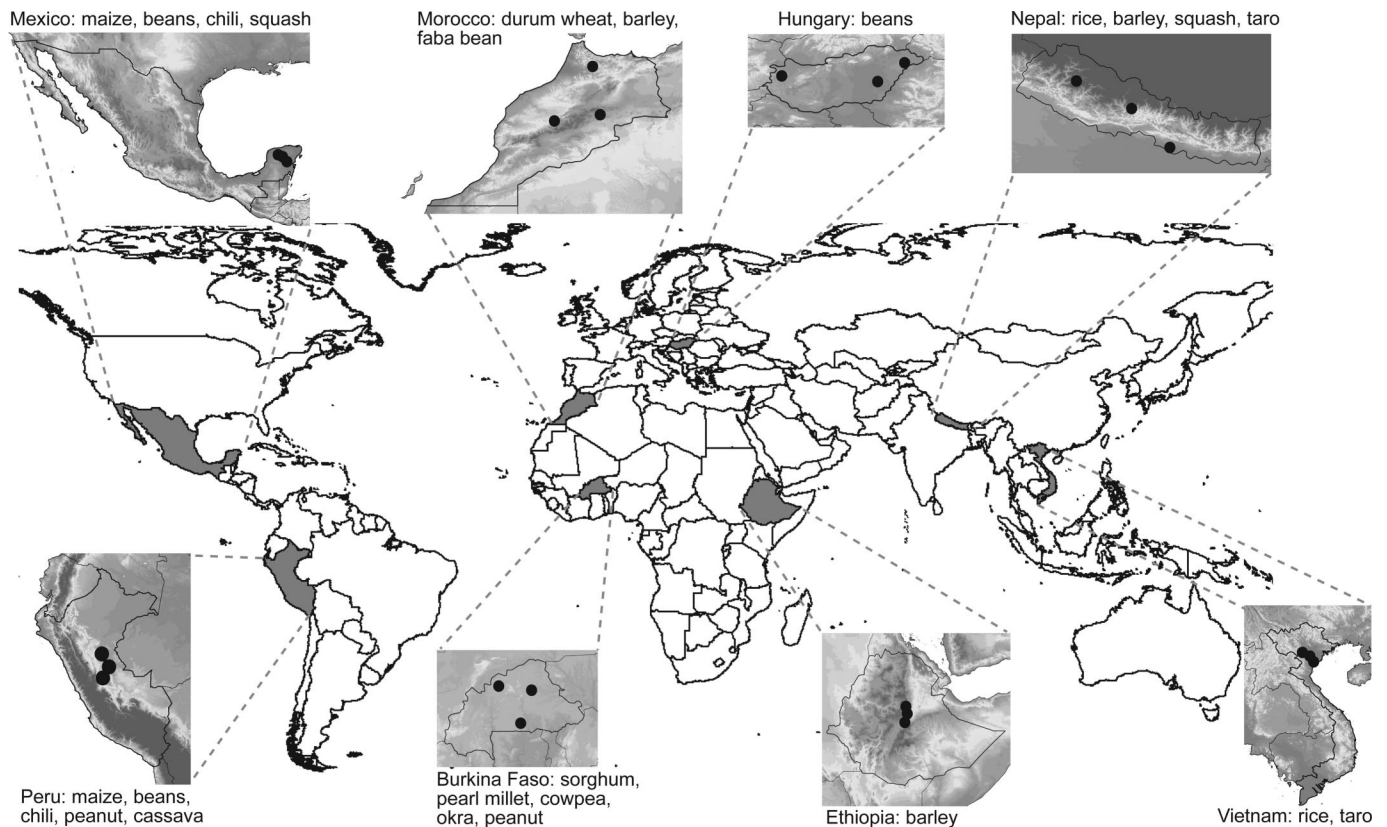 Mexico: maize, beans, chili, squash
Morocco: durum wheat, barley,
faba bean
Hungary: beans
Nepal: rice, barley, squash, taro
Peru: maize, beans,
chili, peanut, cassava
Burkina Faso: sorghum,
pearl millet, cowpea,
okra, peanut
Ethiopia: barley
Vietnam: rice, taro